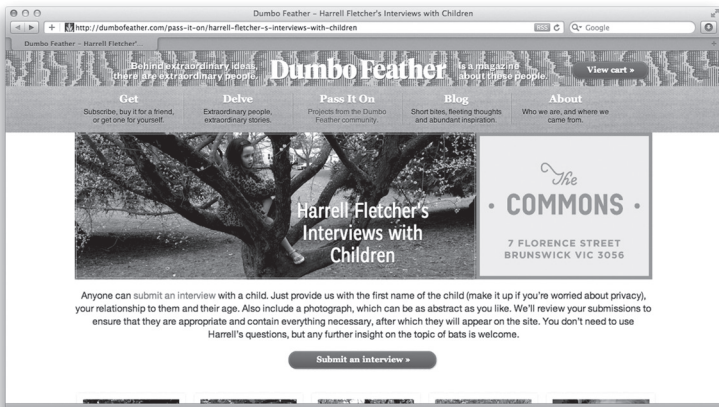 Dumbo Feather – Harrell Fletcher's Interviews with Children
http://dumbofeather.com/pass-it-on/harrell-fletcher-s-interviews-with-children
RSS
Google
Dumbo Feather – Harrell Fletcher'...
Behind extraordinary ideas,
there are extraordinary people.
Dumbo Feather
is a magazine
about these people.
View cart »
Get
Subscribe, buy it for a friend,
or get one for yourself.
Delve
Extraordinary people,
extraordinary stories.
Pass It On
Projects from the Dumbo
Feather community.
Blog
Short bites, fleeting thoughts
and abundant inspiration.
About
Who we are, and where we
came from.
Harrell Fletcher's
Interviews with
Children
The
COMMONS
7 FLORENCE STREET
BRUNSWICK VIC 3056
Anyone can submit an interview with a child. Just provide us with the first name of the child (make it up if you're worried about privacy),
your relationship to them and their age. Also include a photograph, which can be as abstract as you like. We'll review your submissions to
ensure that they are appropriate and contain everything necessary, after which they will appear on the site. You don't need to use
Harrell's questions, but any further insight on the topic of bats is welcome.
Submit an interview »